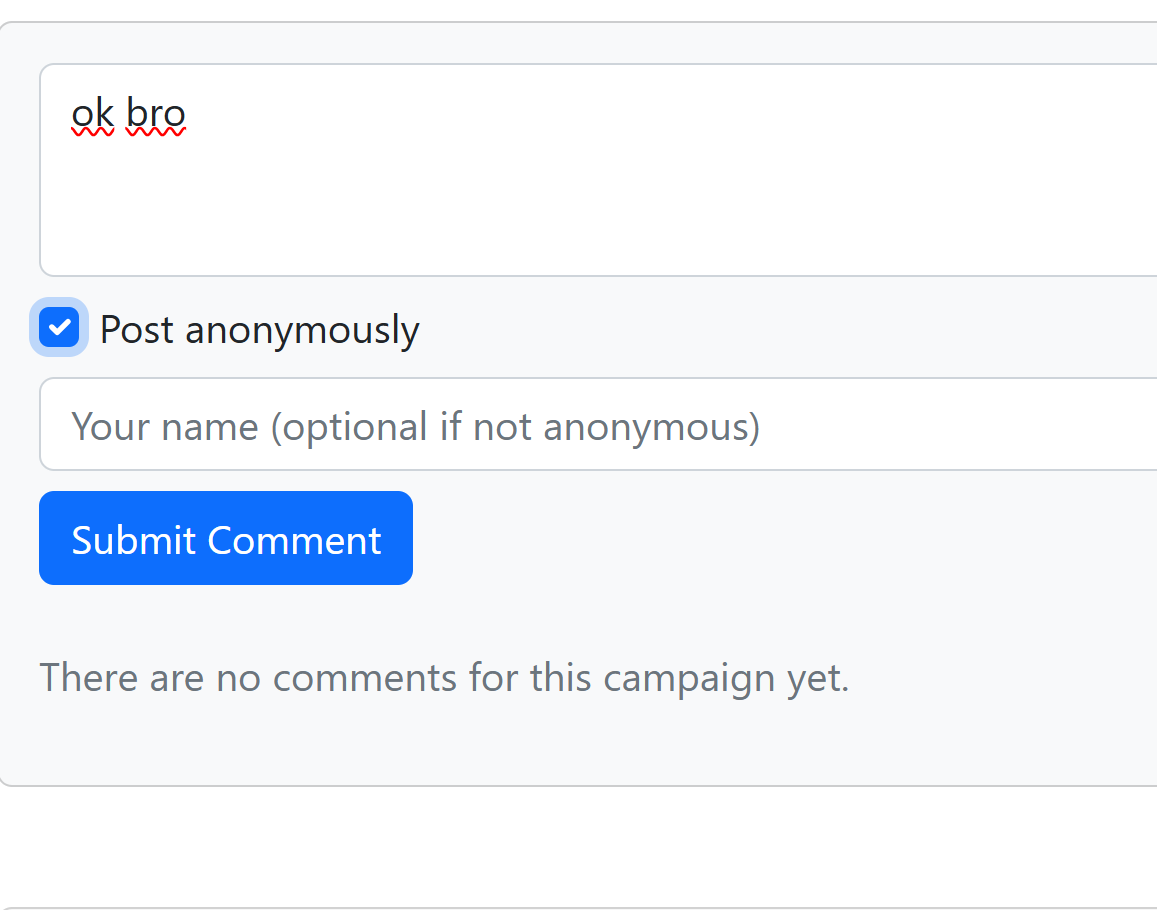 ok bro
Post anonymously
Your name (optional if not anonymous)
Submit Comment
There are no comments for this campaign yet.